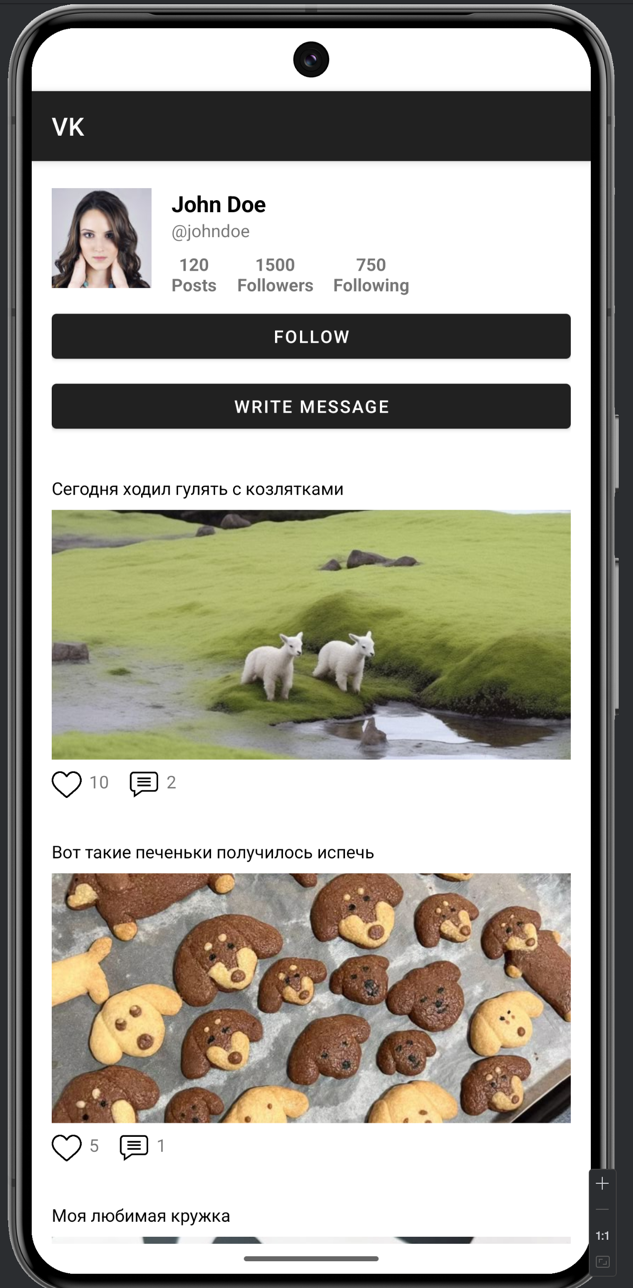 VK
John Doe
@johndoe
120 1500 750
Posts Followers Following
FOLLOW
WRITE MESSAGE
Сегодня ходил гулять с козлятками
10 2
Вот такие печеньки получилось испечь
5 1
Моя любимая кружка
1:1